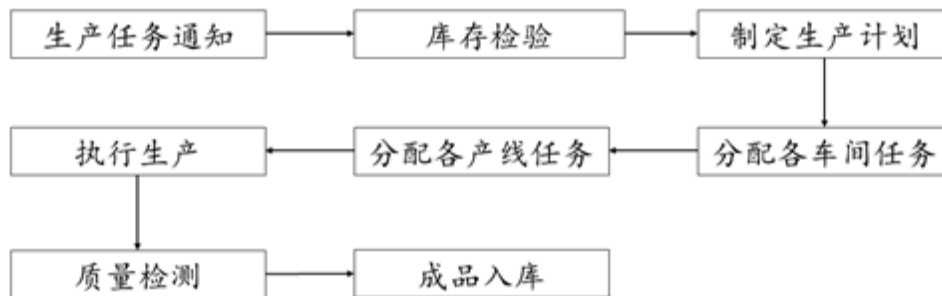 生产任务通知
库存检验
制定生产计划
分配各车间任务
分配各产线任务
执行生产
质量检测
成品入库